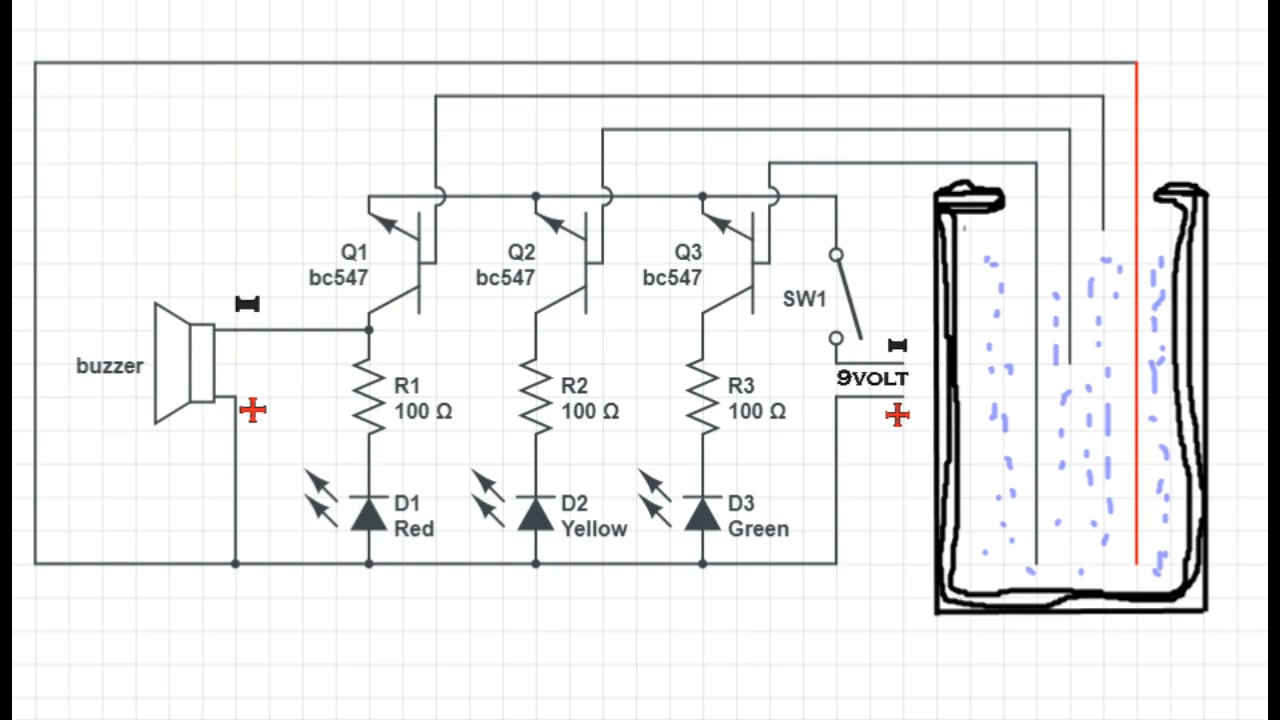 Q1
bc547
Q2
bc547
Q3
bc547
SW1
9VOLT
buzzer
R1
100 Ω
R2
100 Ω
R3
100 Ω
D1
Red
D2
Yellow
D3
Green